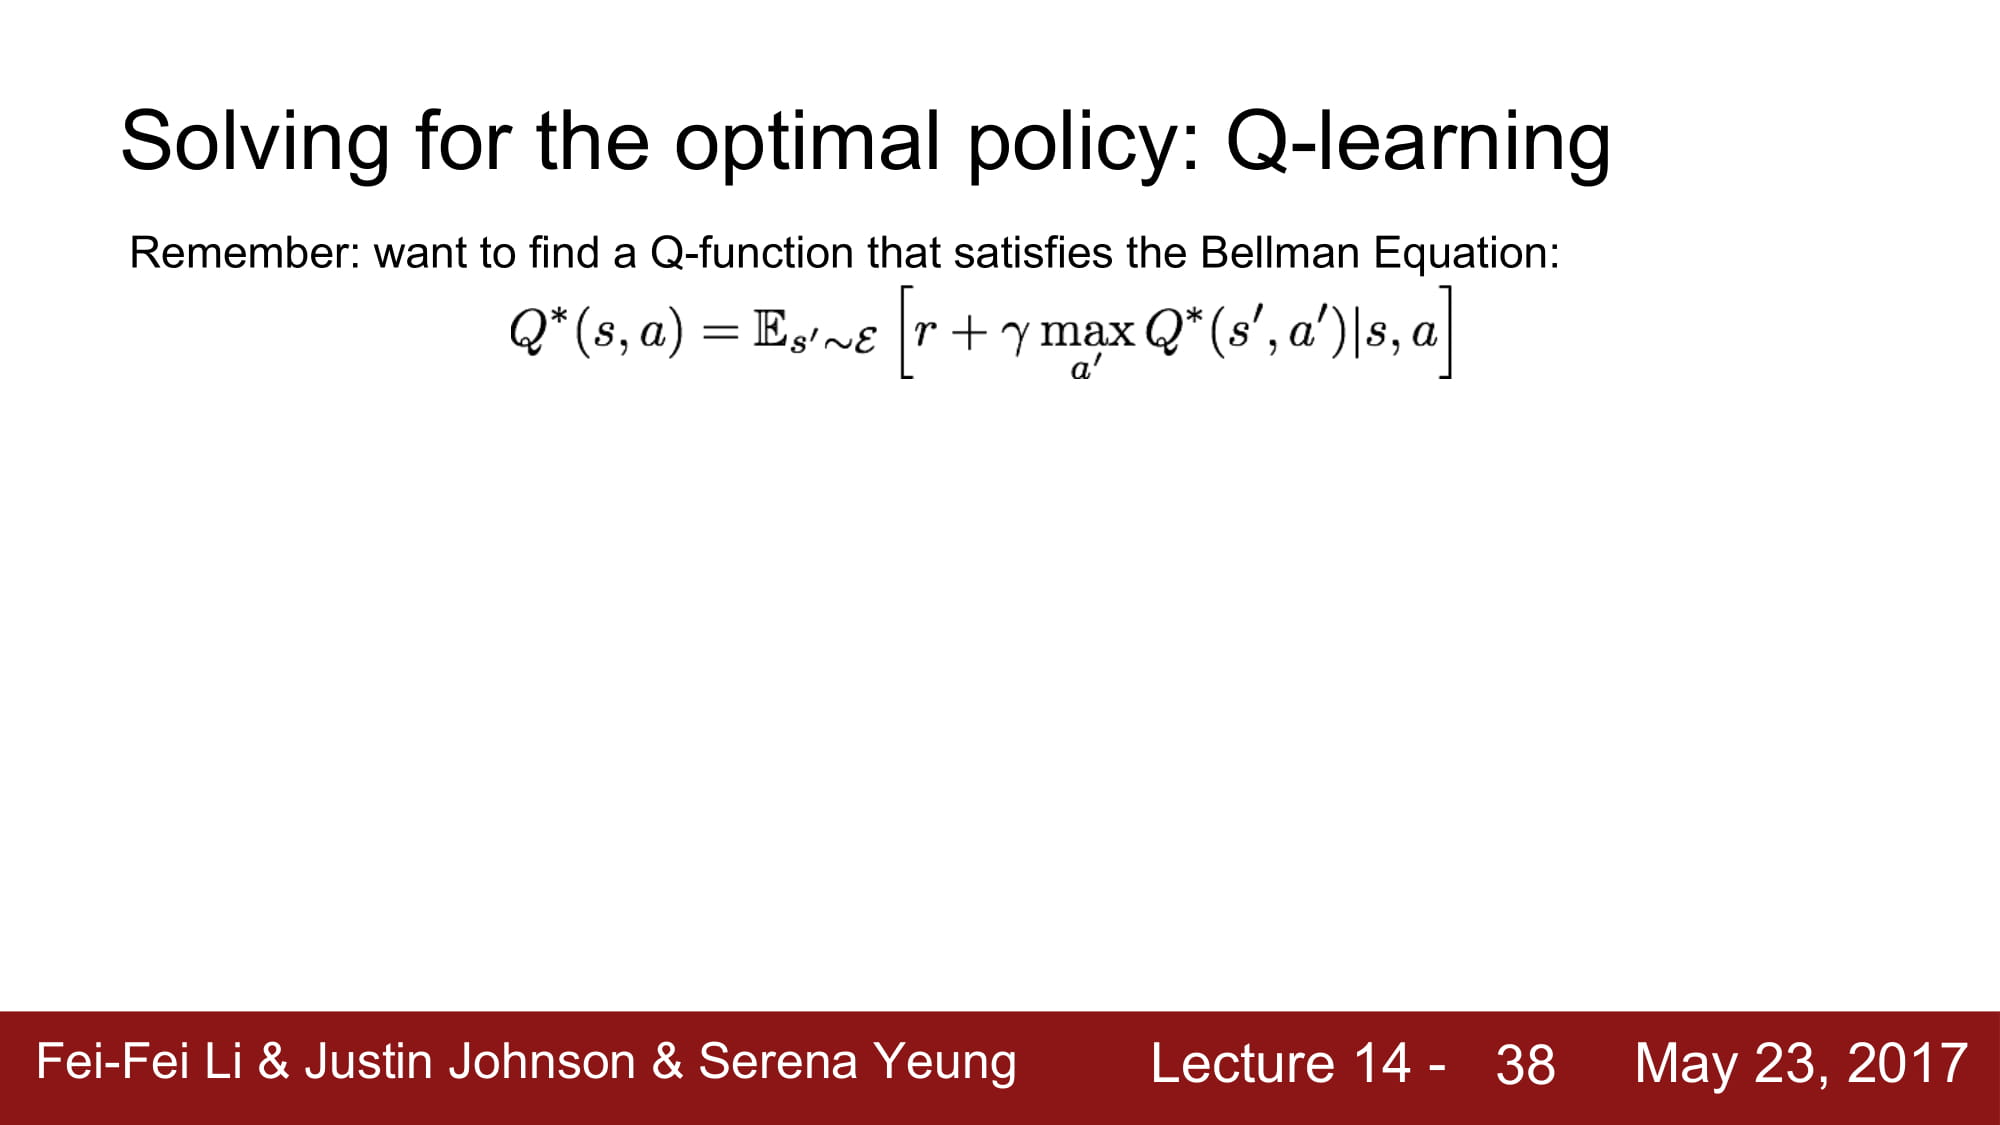 Solving for the optimal policy: Q-learning
Remember: want to find a Q-function that satisfies the Bellman Equation:
$Q^*(s, a) = \mathbb{E}_{s' \sim \mathcal{E}} \left[ r + \gamma \max_{a'} Q^*(s', a') | s, a \right]$
Fei-Fei Li & Justin Johnson & Serena Yeung Lecture 14 - 38 May 23, 2017